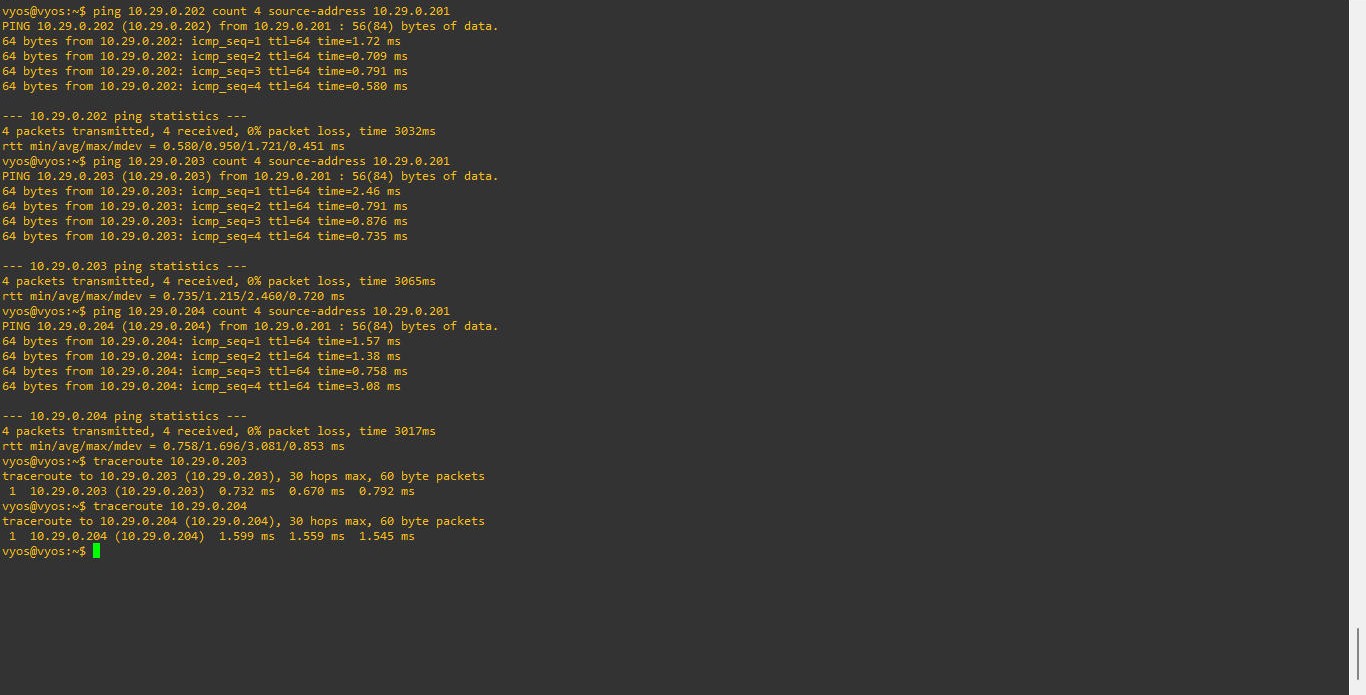 vyos@vyos:~$ ping 10.29.0.202 count 4 source-address 10.29.0.201
PING 10.29.0.202 (10.29.0.202) from 10.29.0.201 : 56(84) bytes of data.
64 bytes from 10.29.0.202: icmp_seq=1 ttl=64 time=1.72 ms
64 bytes from 10.29.0.202: icmp_seq=2 ttl=64 time=0.709 ms
64 bytes from 10.29.0.202: icmp_seq=3 ttl=64 time=0.791 ms
64 bytes from 10.29.0.202: icmp_seq=4 ttl=64 time=0.580 ms

--- 10.29.0.202 ping statistics ---
4 packets transmitted, 4 received, 0% packet loss, time 3032ms
rtt min/avg/max/mdev = 0.580/0.950/1.721/0.451 ms
vyos@vyos:~$ ping 10.29.0.203 count 4 source-address 10.29.0.201
PING 10.29.0.203 (10.29.0.203) from 10.29.0.201 : 56(84) bytes of data.
64 bytes from 10.29.0.203: icmp_seq=1 ttl=64 time=2.46 ms
64 bytes from 10.29.0.203: icmp_seq=2 ttl=64 time=0.791 ms
64 bytes from 10.29.0.203: icmp_seq=3 ttl=64 time=0.876 ms
64 bytes from 10.29.0.203: icmp_seq=4 ttl=64 time=0.735 ms

--- 10.29.0.203 ping statistics ---
4 packets transmitted, 4 received, 0% packet loss, time 3065ms
rtt min/avg/max/mdev = 0.735/1.215/2.460/0.720 ms
vyos@vyos:~$ ping 10.29.0.204 count 4 source-address 10.29.0.201
PING 10.29.0.204 (10.29.0.204) from 10.29.0.201 : 56(84) bytes of data.
64 bytes from 10.29.0.204: icmp_seq=1 ttl=64 time=1.57 ms
64 bytes from 10.29.0.204: icmp_seq=2 ttl=64 time=1.38 ms
64 bytes from 10.29.0.204: icmp_seq=3 ttl=64 time=0.758 ms
64 bytes from 10.29.0.204: icmp_seq=4 ttl=64 time=3.08 ms

--- 10.29.0.204 ping statistics ---
4 packets transmitted, 4 received, 0% packet loss, time 3017ms
rtt min/avg/max/mdev = 0.758/1.696/3.081/0.853 ms
vyos@vyos:~$ traceroute 10.29.0.203
traceroute to 10.29.0.203 (10.29.0.203), 30 hops max, 60 byte packets
 1  10.29.0.203 (10.29.0.203)  0.732 ms  0.670 ms  0.792 ms
vyos@vyos:~$ traceroute 10.29.0.204
traceroute to 10.29.0.204 (10.29.0.204), 30 hops max, 60 byte packets
 1  10.29.0.204 (10.29.0.204)  1.599 ms  1.559 ms  1.545 ms
vyos@vyos:~$